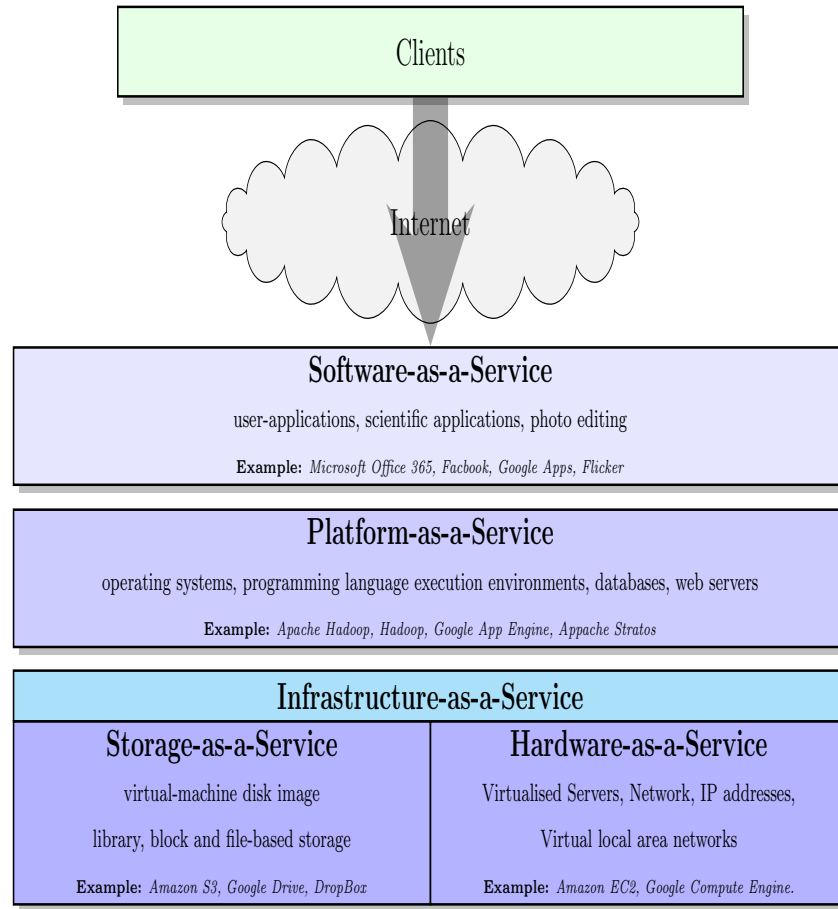 Clients
Internet
Software-as-a-Service
user-applications, scientific applications, photo editing
Example: Microsoft Office 365, Facbook, Google Apps, Flicker
Platform-as-a-Service
operating systems, programming language execution environments, databases, web servers
Example: Apache Hadoop, Hadoop, Google App Engine, Appache Stratos
Infrastructure-as-a-Service
Storage-as-a-Service
virtual-machine disk image
library, block and file-based storage
Example: Amazon S3, Google Drive, DropBox
Hardware-as-a-Service
Virtualised Servers, Network, IP addresses,
Virtual local area networks
Example: Amazon EC2, Google Compute Engine.